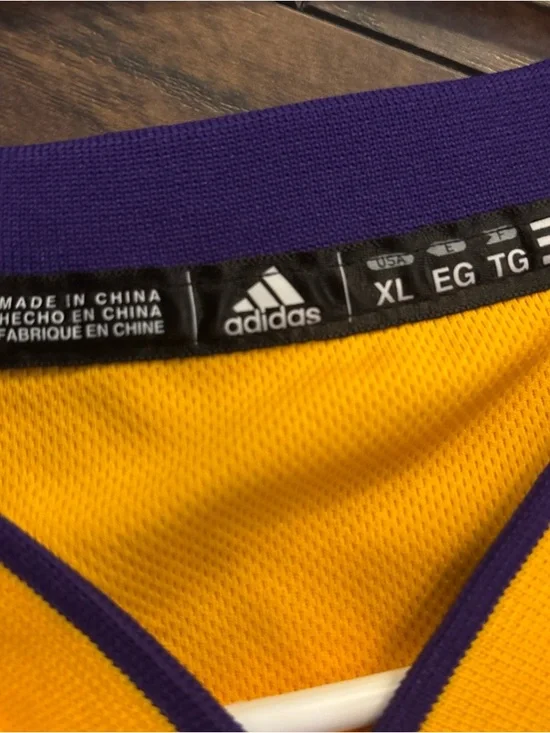 MADE IN CHINA
HECHO EN CHINA
FABRIQUE EN CHINE
adidas
USA E F
XL EG TG